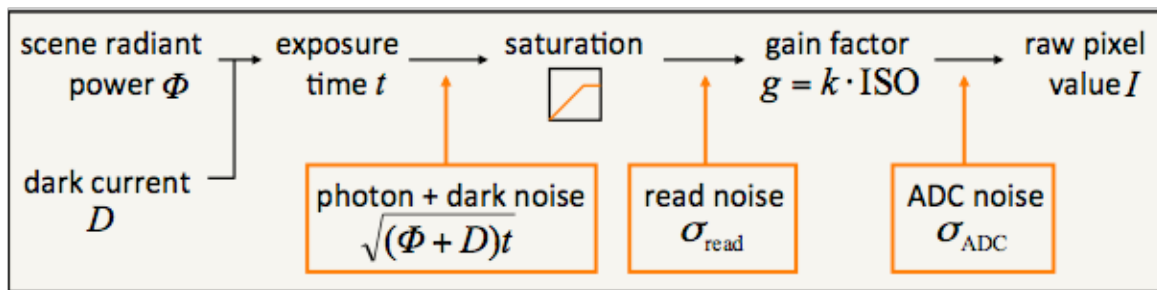 scene radiant
power Φ
exposure
time t
saturation
gain factor
g = k · ISO
raw pixel
value I
dark current
D
photon + dark noise
√(Φ + D)t
read noise
σread
ADC noise
σADC